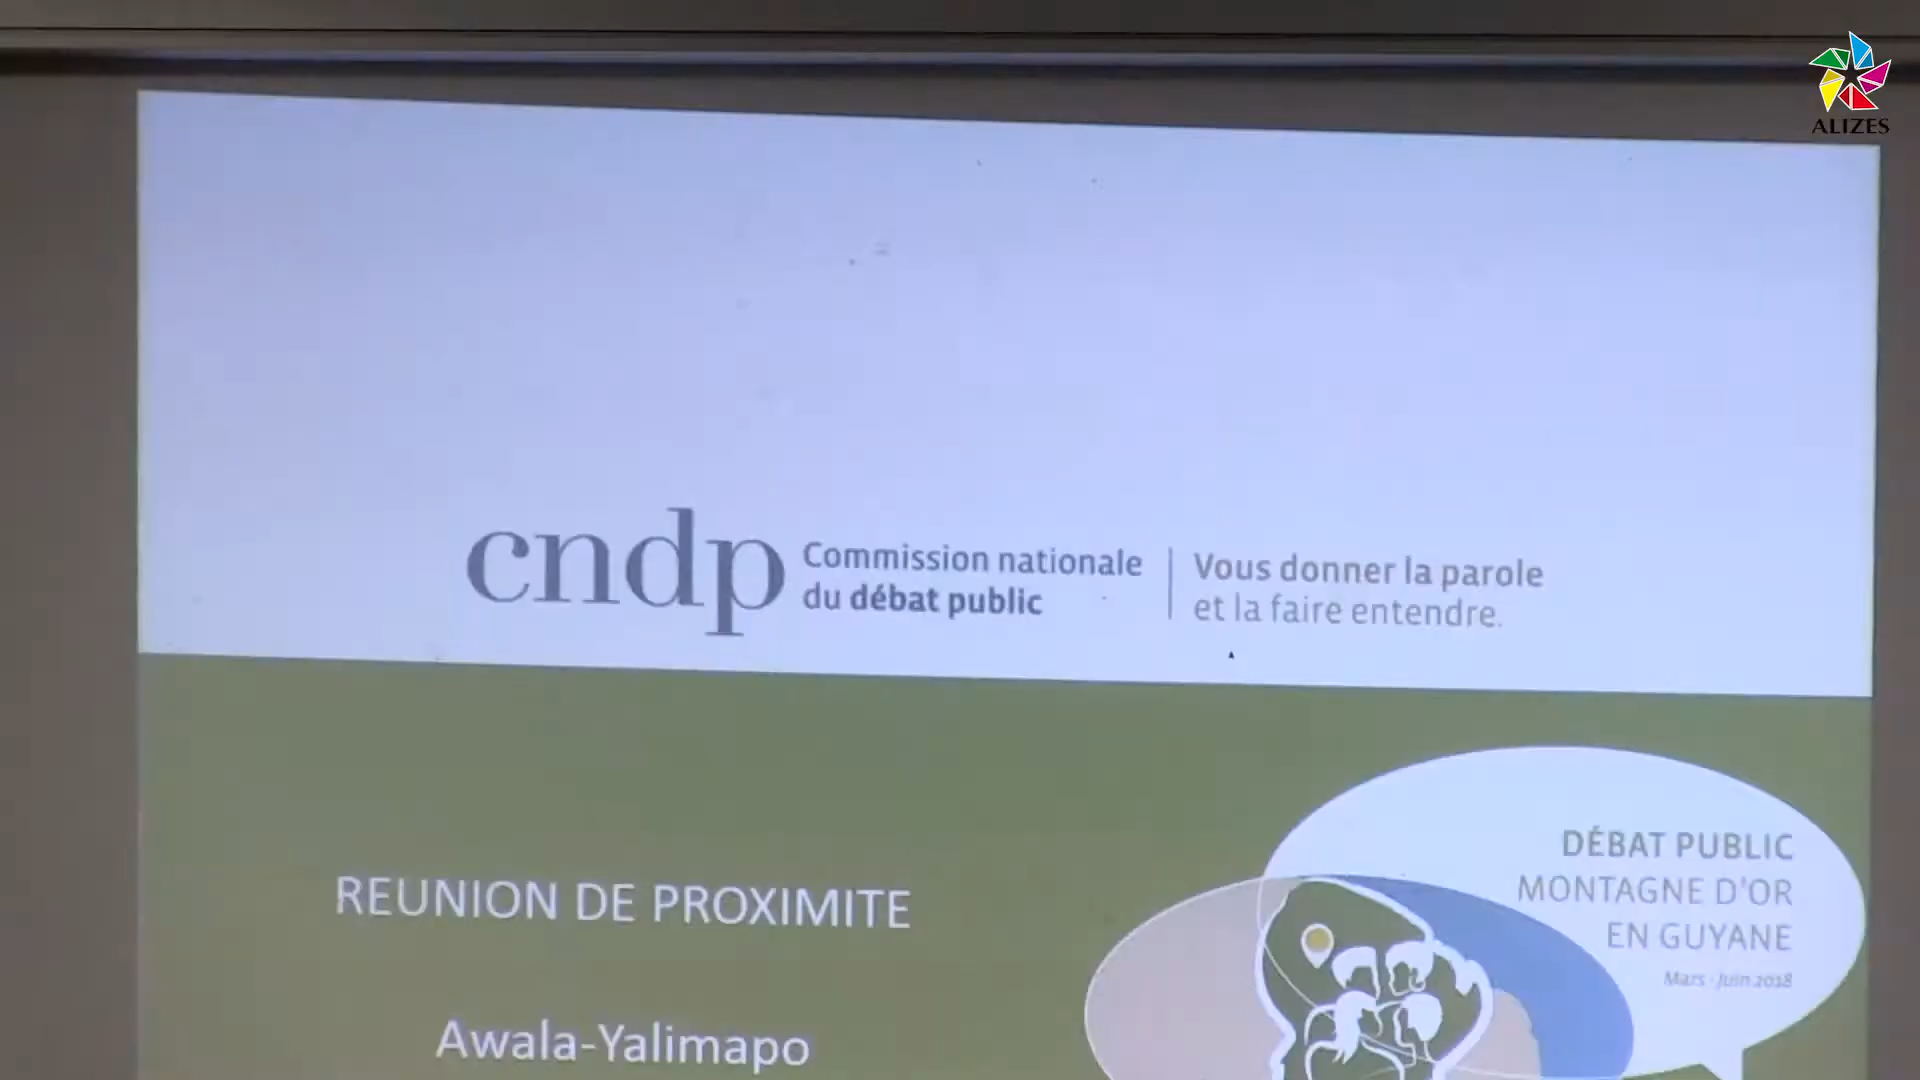 ALIZES
cndp
Commission nationale
du débat public
Vous donner la parole
et la faire entendre.
REUNION DE PROXIMITE
Awala-Yalimapo
DÉBAT PUBLIC
MONTAGNE D'OR
EN GUYANE
Mars - Juin 2018